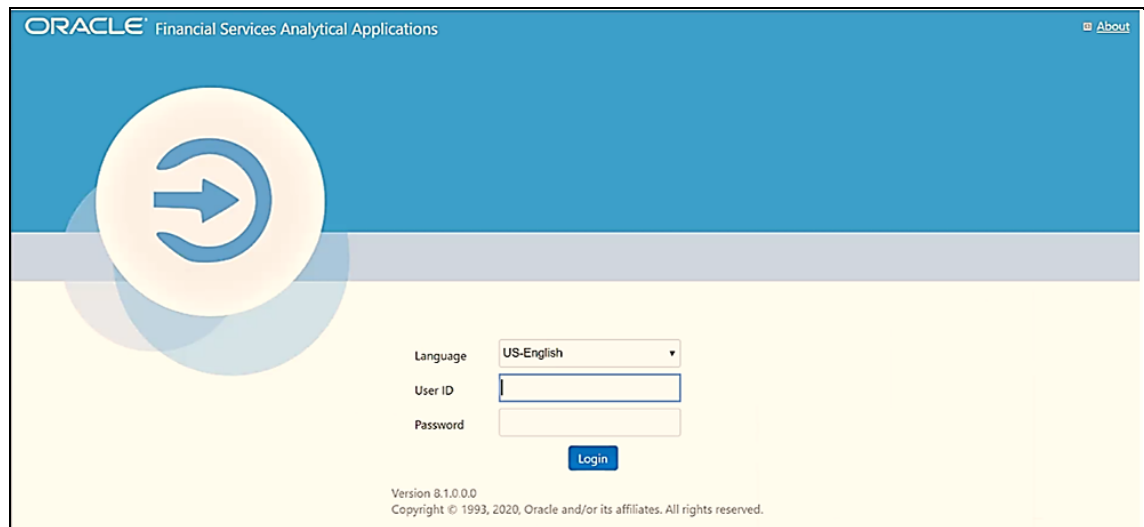 ORACLE® Financial Services Analytical Applications
About
Language US-English
User ID
Password
Login
Version 8.1.0.0.0
Copyright © 1993, 2020, Oracle and/or its affiliates. All rights reserved.